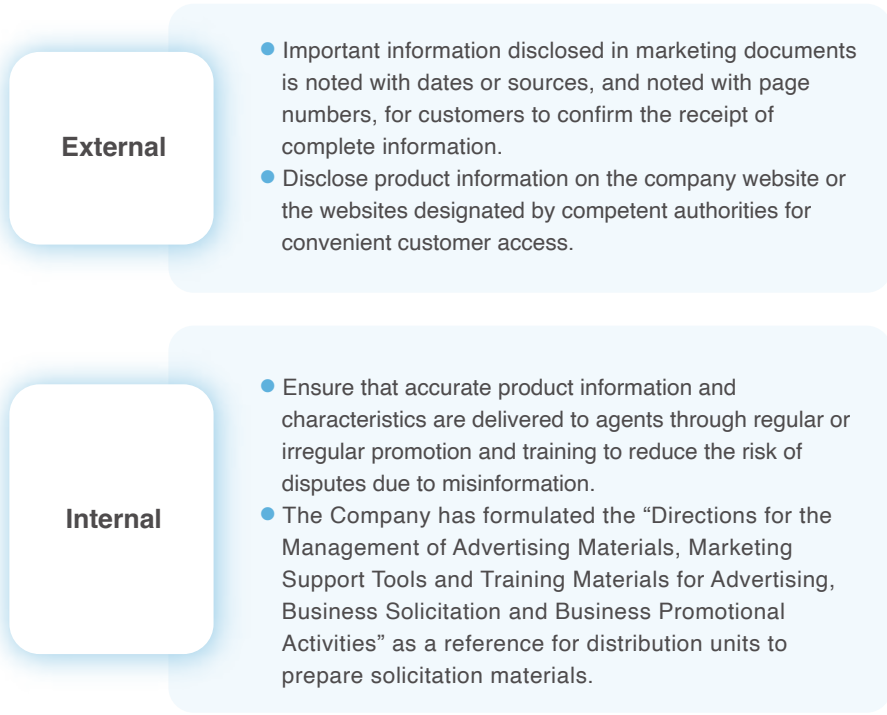 External
● Important information disclosed in marketing documents
is noted with dates or sources, and noted with page
numbers, for customers to confirm the receipt of
complete information.
● Disclose product information on the company website or
the websites designated by competent authorities for
convenient customer access.
Internal
● Ensure that accurate product information and
characteristics are delivered to agents through regular or
irregular promotion and training to reduce the risk of
disputes due to misinformation.
● The Company has formulated the “Directions for the
Management of Advertising Materials, Marketing
Support Tools and Training Materials for Advertising,
Business Solicitation and Business Promotional
Activities” as a reference for distribution units to
prepare solicitation materials.